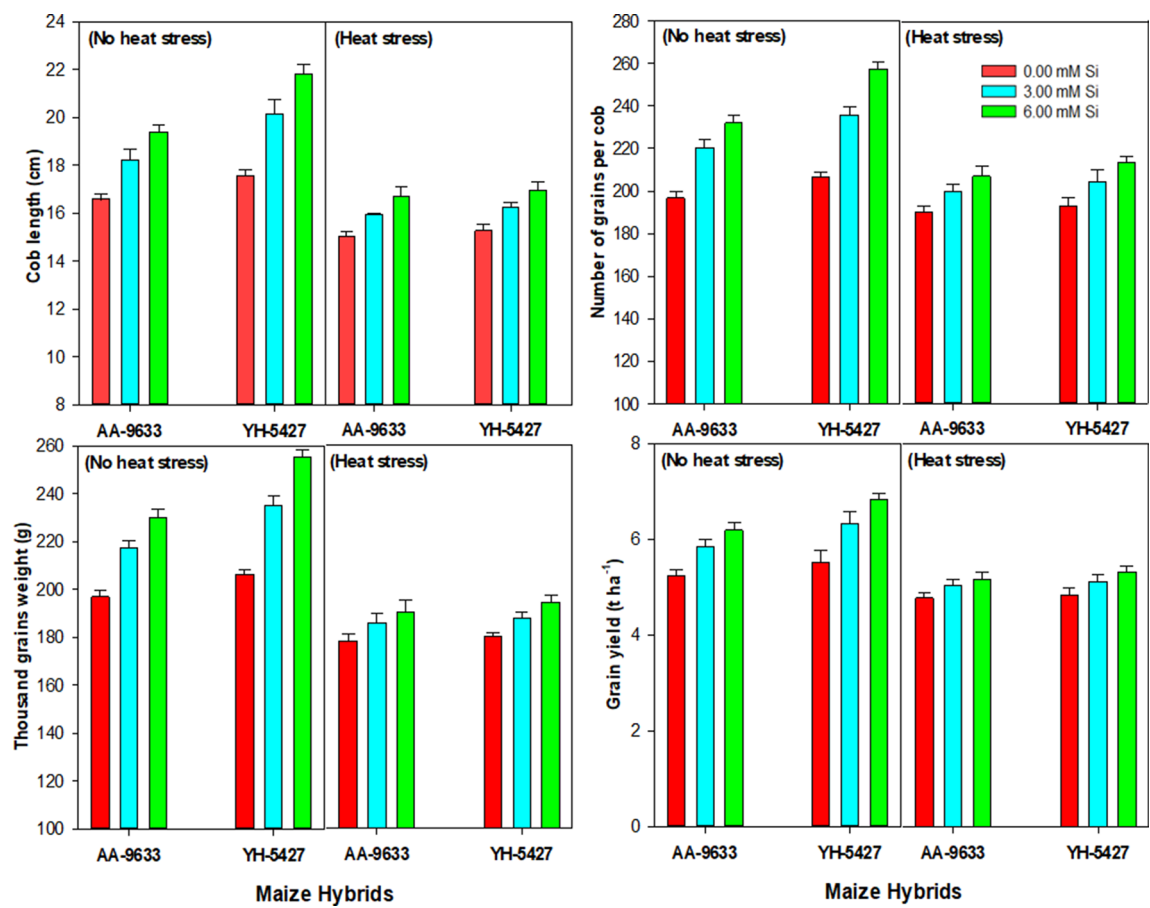 24
22
20
18
16
14
12
10
8
Cob length (cm)
(No heat stress)
(Heat stress)
AA-9633 YH-5427 AA-9633 YH-5427
280
260
240
220
200
180
160
140
120
100
Number of grains per cob
(No heat stress)
(Heat stress)
0.00 mM Si
3.00 mM Si
6.00 mM Si
AA-9633 YH-5427 AA-9633 YH-5427
260
240
220
200
180
160
140
120
100
Thousand grains weight (g)
(No heat stress)
(Heat stress)
AA-9633 YH-5427 AA-9633 YH-5427
Maize Hybrids
8
6
4
2
0
Grain yield (t ha⁻¹)
(No heat stress)
(Heat stress)
AA-9633 YH-5427 AA-9633 YH-5427
Maize Hybrids